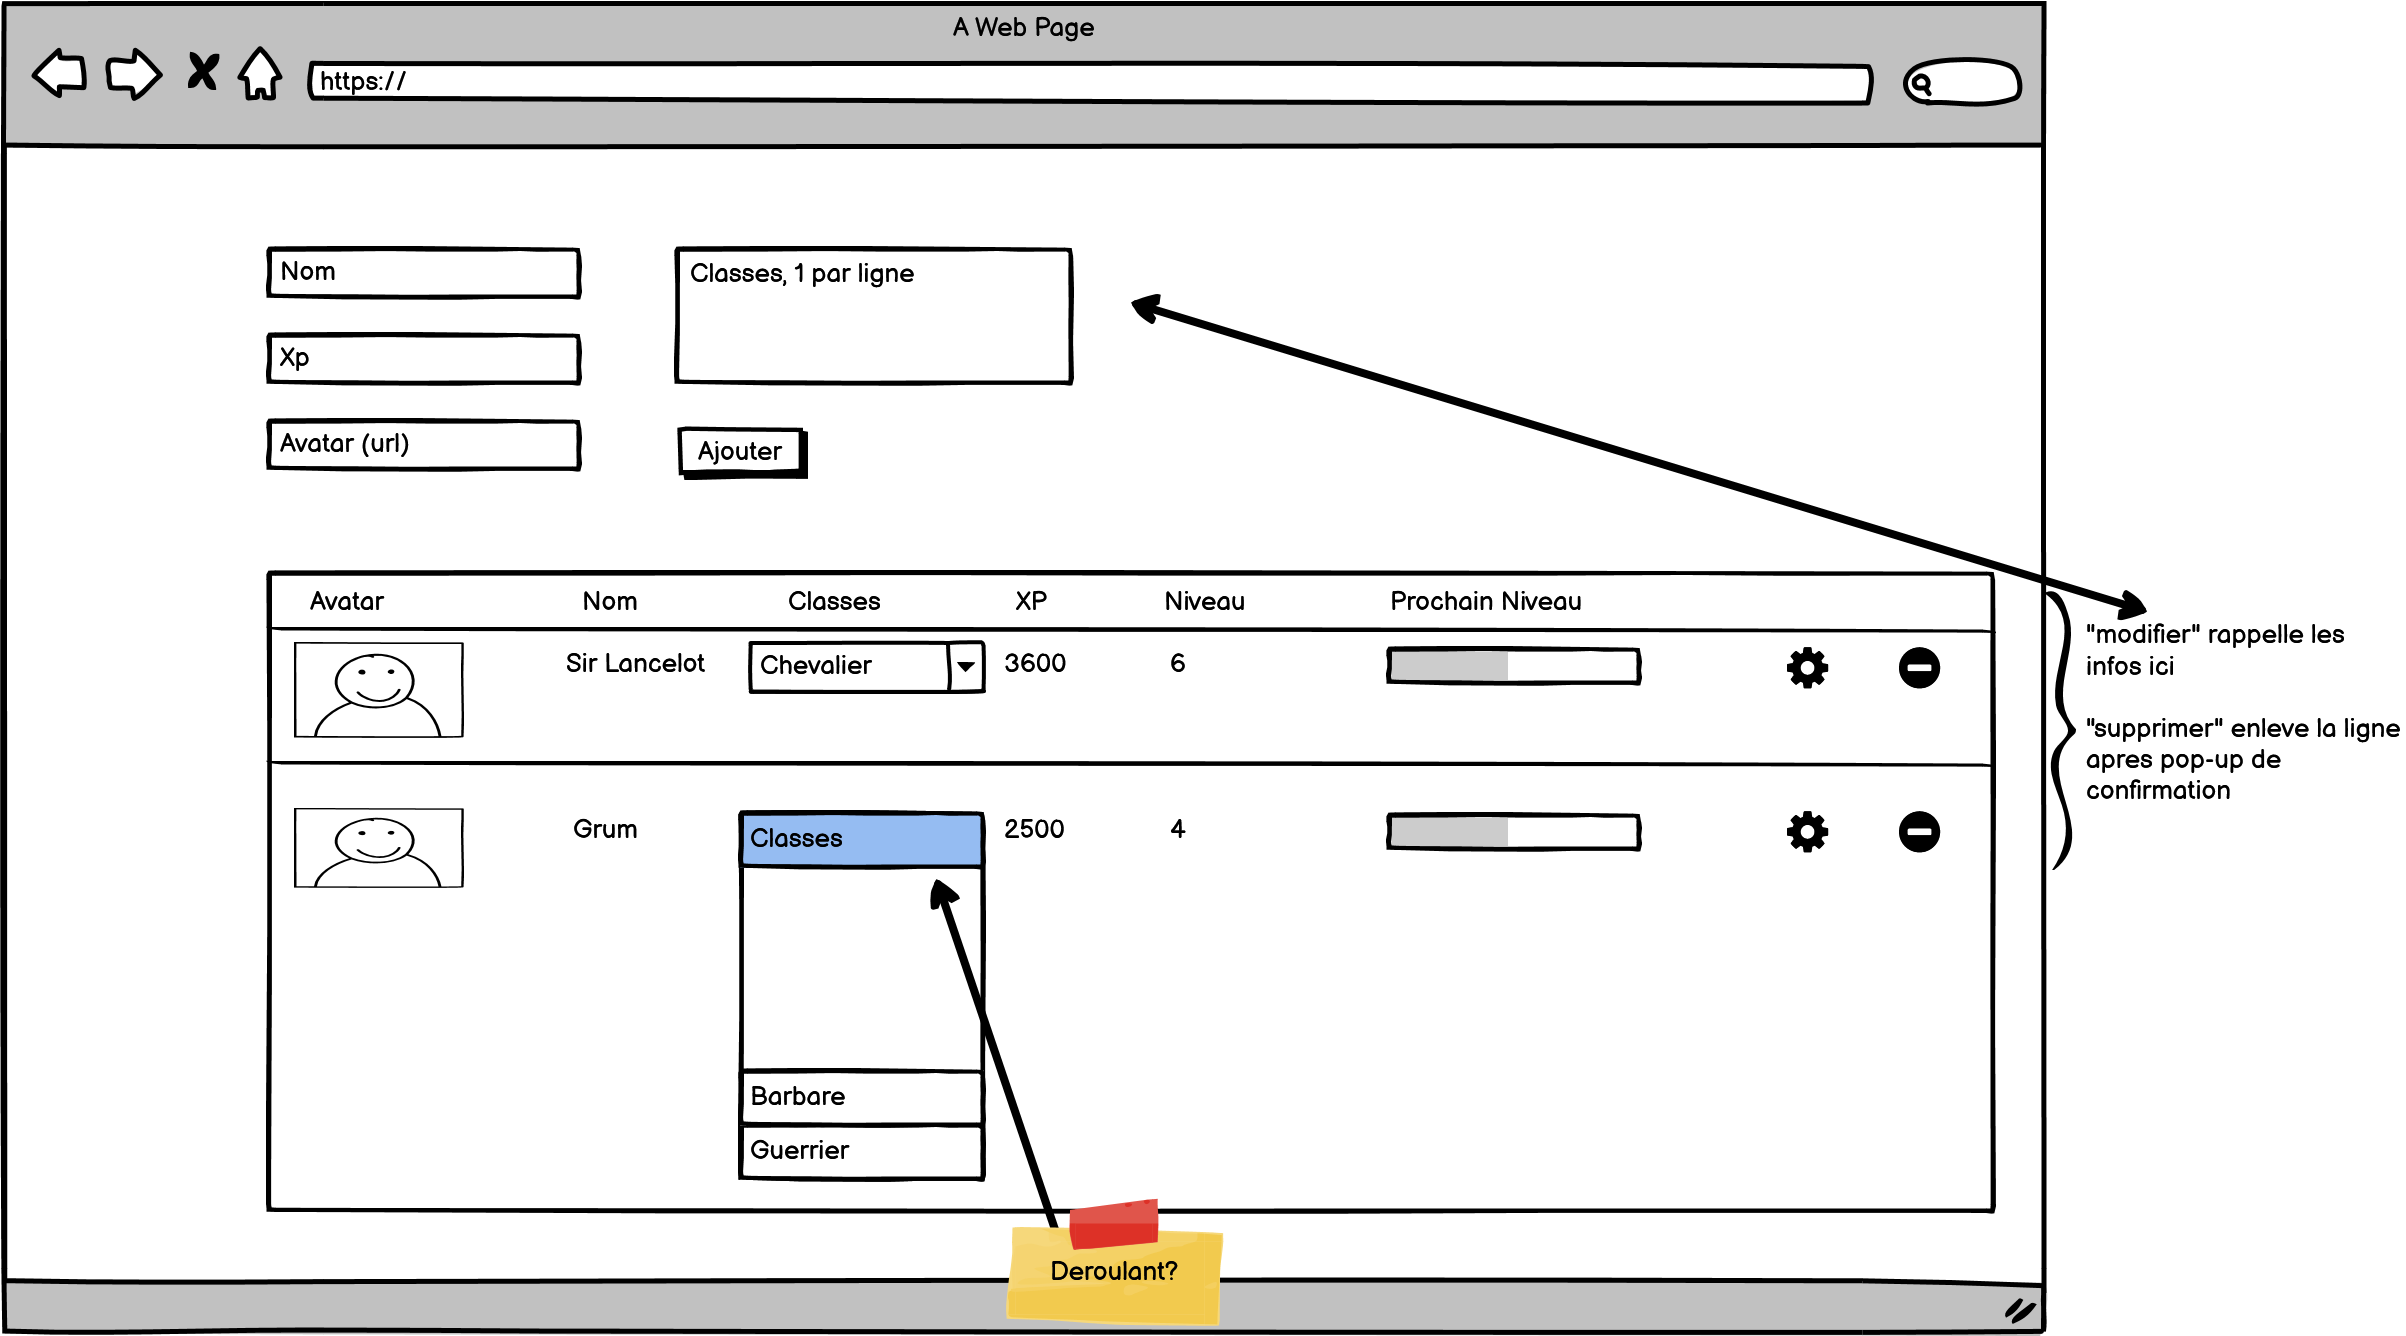 A Web Page
https://
Nom
Classes, 1 par ligne
Xp
Avatar (url)
Ajouter
Avatar Nom Classes XP Niveau Prochain Niveau
Sir Lancelot Chevalier 3600 6
"modifier" rappelle les
infos ici
"supprimer" enleve la ligne
apres pop-up de
confirmation
Grum Classes 2500 4
Barbare
Guerrier
Deroulant?